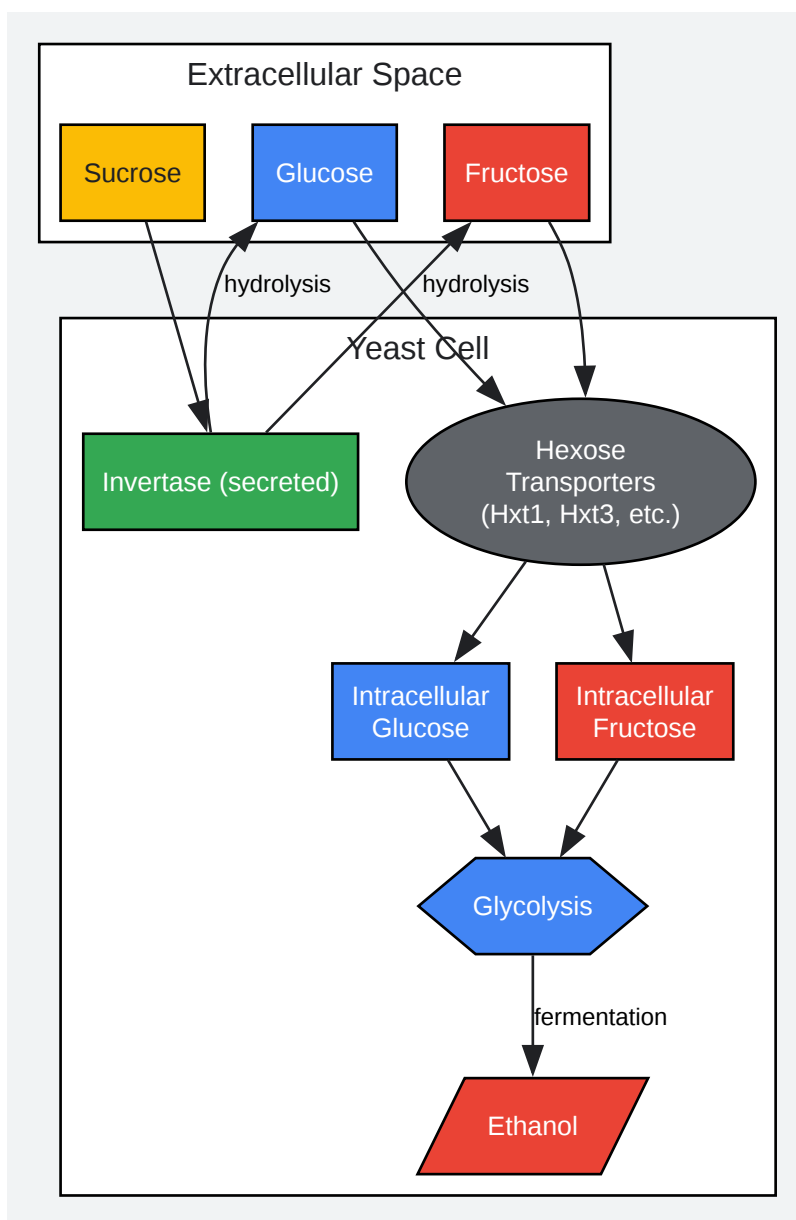 Extracellular Space
Sucrose
Glucose
Fructose
hydrolysis
hydrolysis
Yeast Cell
Invertase (secreted)
Hexose
Transporters
(Hxt1, Hxt3, etc.)
Intracellular
Glucose
Intracellular
Fructose
Glycolysis
fermentation
Ethanol